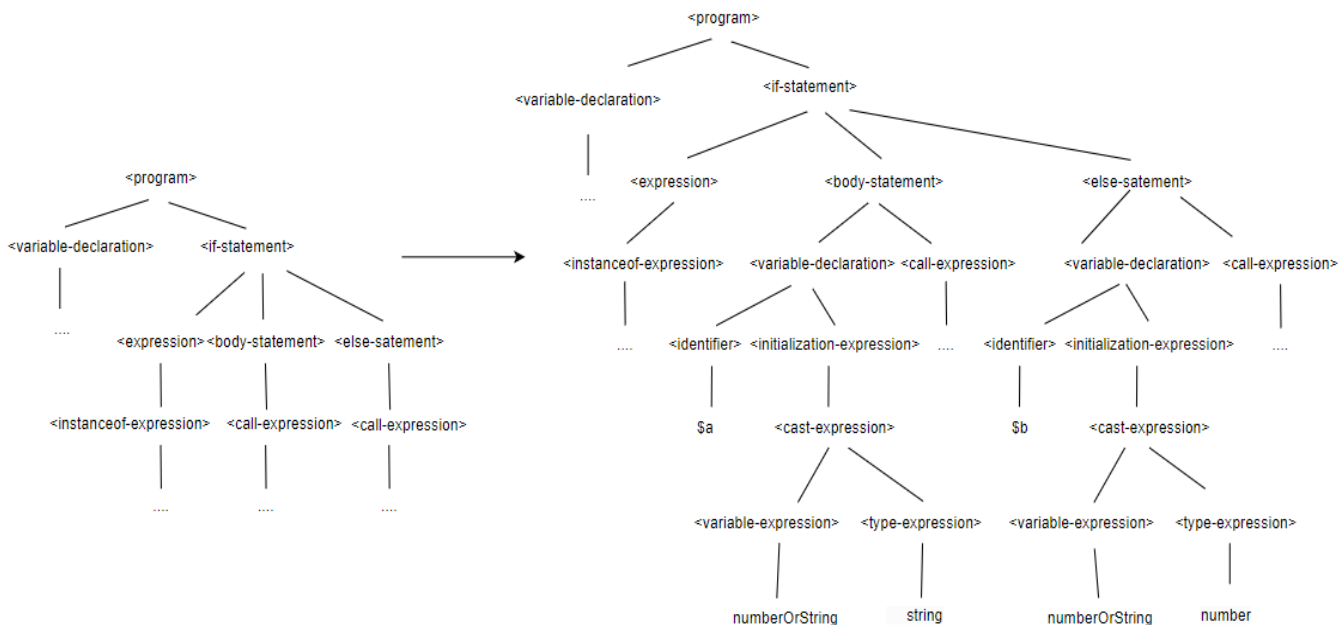 <program>
<variable-declaration> <if-statement>
....
<expression> <body-statement> <else-satement>
<instanceof-expression> <call-expression> <call-expression>
.... .... ....
<program>
<if-statement>
<variable-declaration>
....
<expression> <body-statement> <else-satement>
<instanceof-expression> <variable-declaration> <call-expression> <variable-declaration> <call-expression>
.... <identifier> <initialization-expression> .... <identifier> <initialization-expression> ....
$a <cast-expression> $b <cast-expression>
<variable-expression> <type-expression> <variable-expression> <type-expression>
numberOrString string numberOrString number